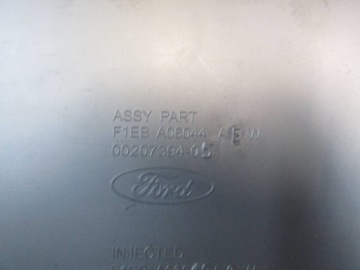 ASSY PART
F1EB A06044 A E W
00207394-05
Ford
INJECTED